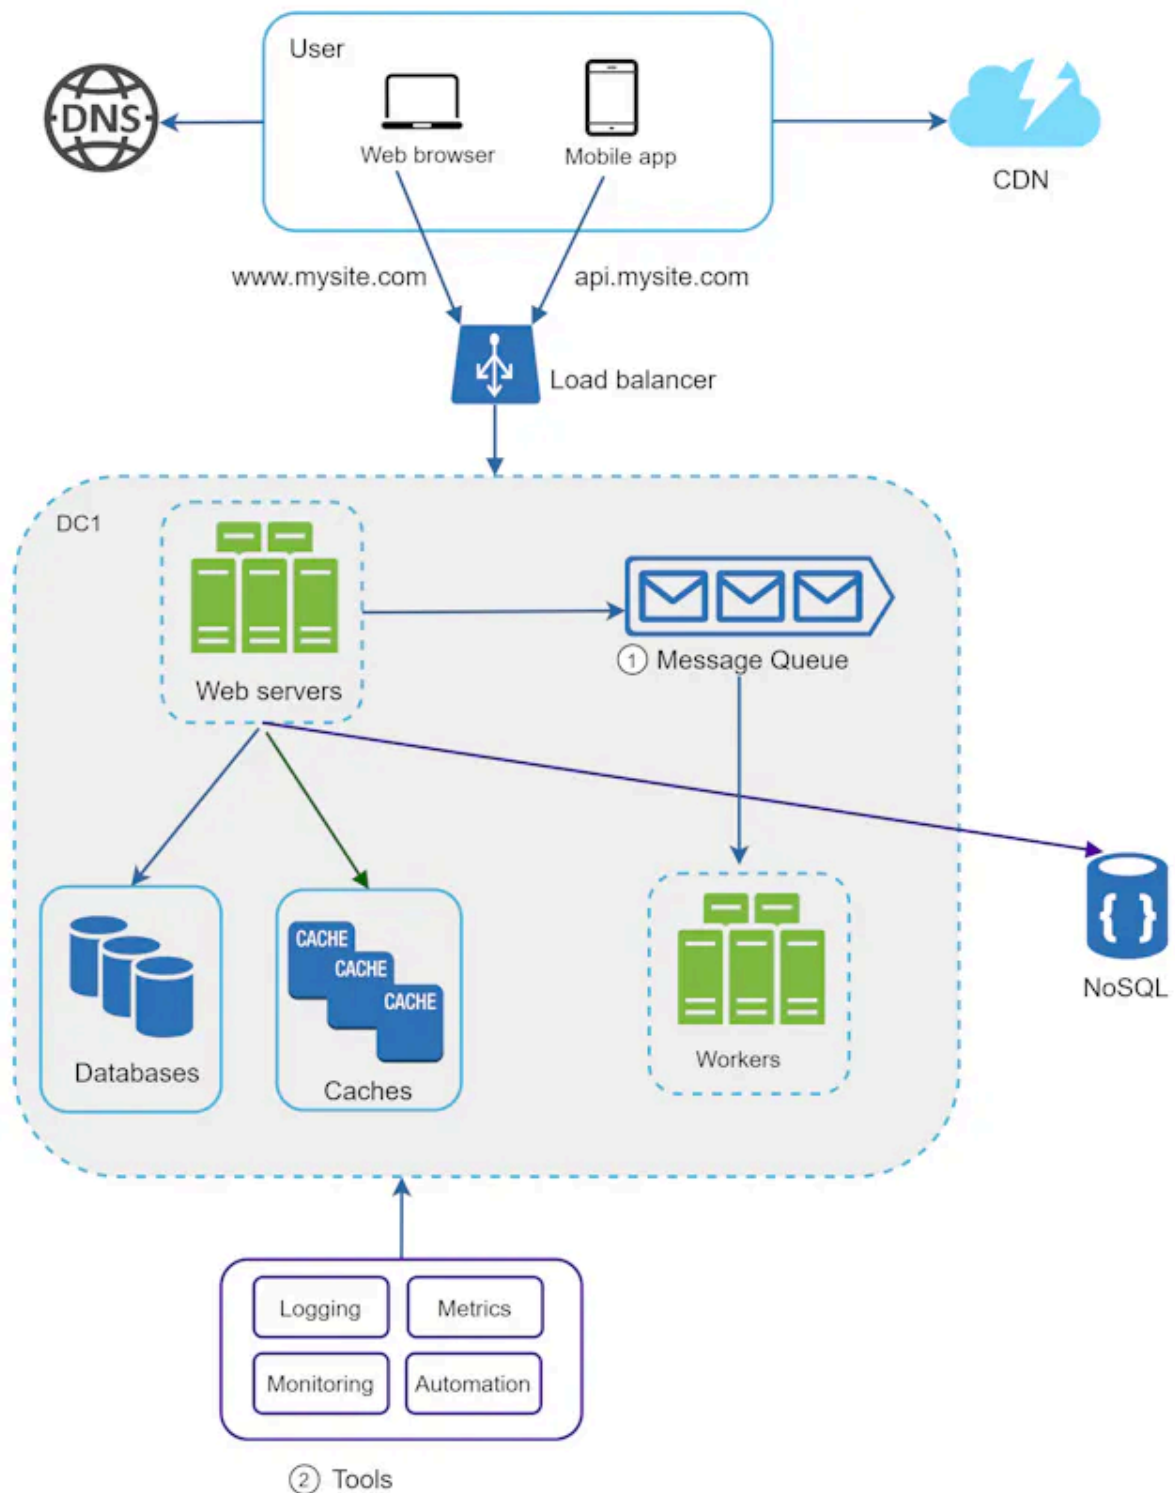 User
DNS
Web browser
Mobile app
CDN
www.mysite.com
api.mysite.com
Load balancer
DC1
1 Message Queue
Web servers
CACHE
CACHE
CACHE
Databases
Caches
Workers
{ }
NoSQL
Logging
Metrics
Monitoring
Automation
2 Tools